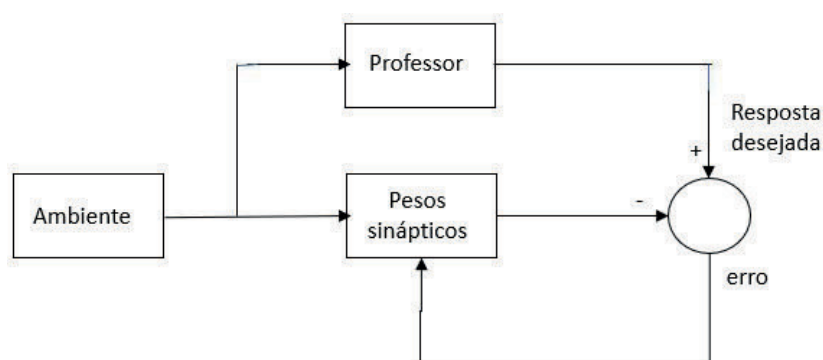 Professor
Resposta
desejada
+
Ambiente
Pesos
sinápticos
-
erro